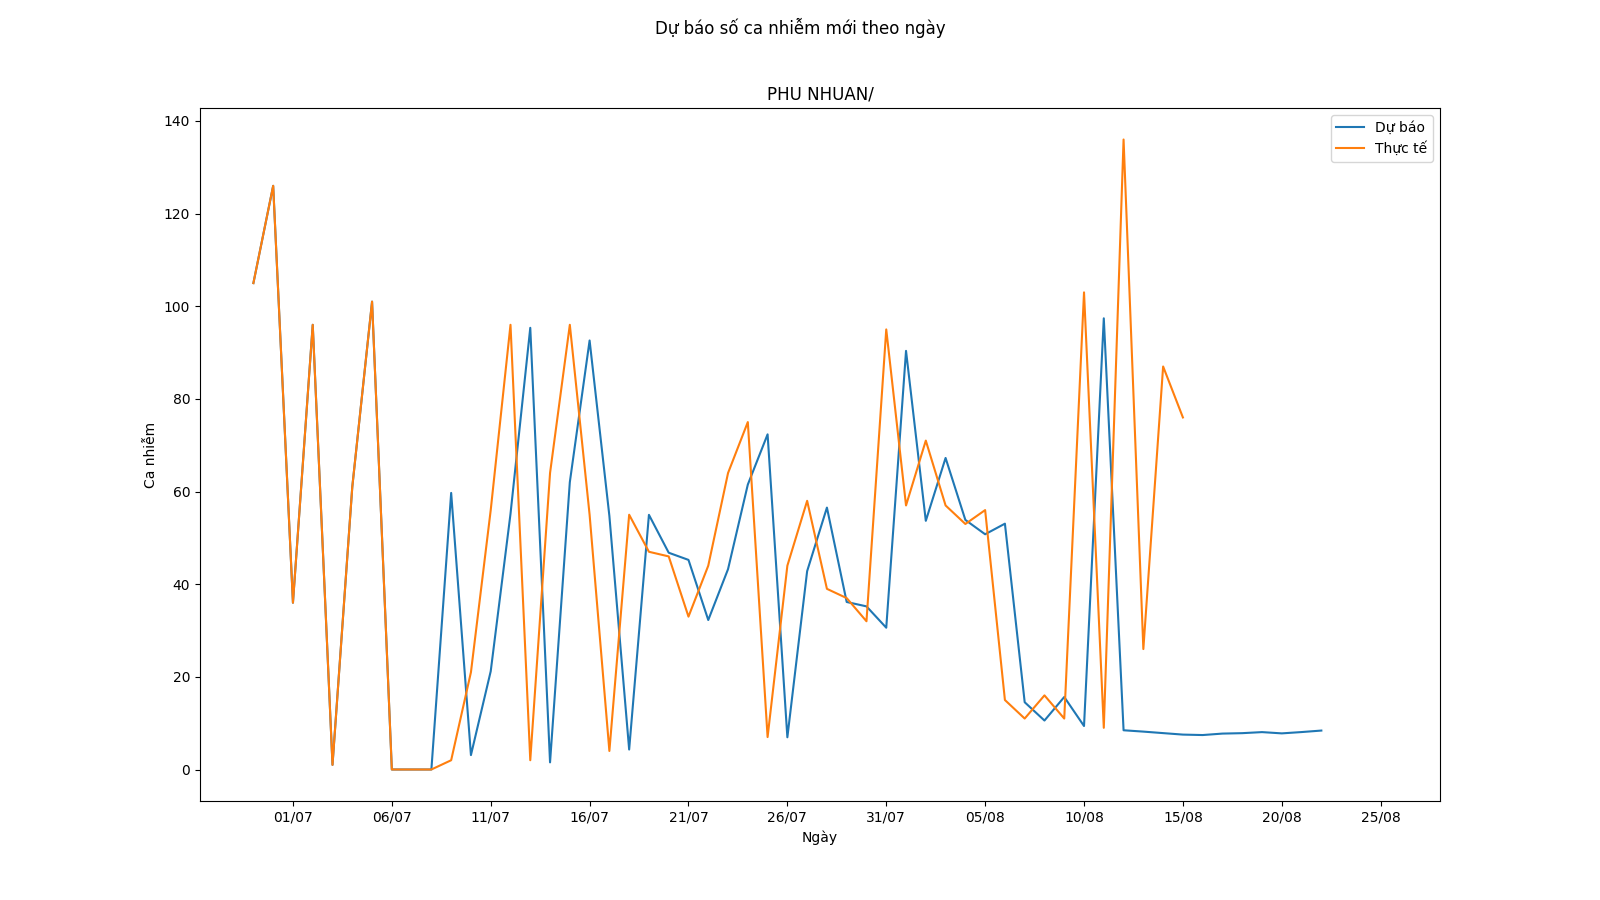 Dự báo số ca nhiễm mới theo ngày
PHU NHUAN/
Dự báo
Thực tế
140
120
100
80
60
40
20
0
Ca nhiễm
01/07 06/07 11/07 16/07 21/07 26/07 31/07 05/08 10/08 15/08 20/08 25/08
Ngày